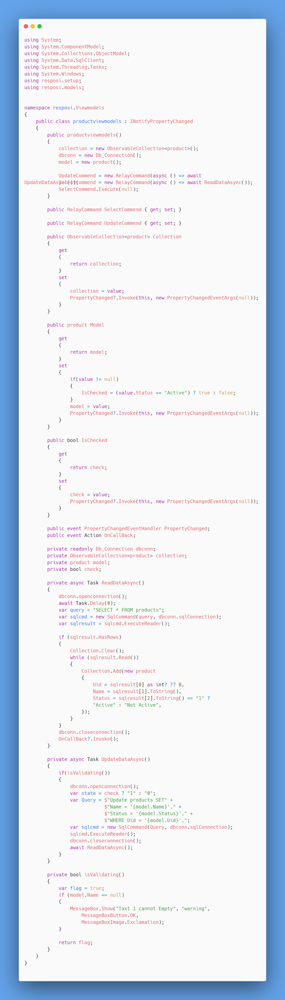 using System;
using System.ComponentModel;
using System.Collections.ObjectModel;
using System.Data.SqlClient;
using System.Threading.Tasks;
using System.Windows;
using resposi.setup;
using resposi.models;

namespace resposi.Viewmodels
{
    public class productviewmodels : INotifyPropertyChanged
    {
        public productviewmodels()
        {
            collection = new ObservableCollection<product>();
            dbconn = new Db_Connection();
            model = new product();

            UpdateCommend = new RelayCommand(async () => await
UpdateDataAsync());
            SelectCommend = new RelayCommand(async () => await ReadDataAsync());
            SelectCommend.Execute(null);
        }

        public RelayCommand SelectCommend { get; set; }

        public RelayCommand UpdateCommend { get; set; }

        public ObservableCollection<product> Collection
        {
            get
            {
                return collection;
            }
            set
            {
                collection = value;
                PropertyChanged?.Invoke(this, new PropertyChangedEventArgs(null));
            }
        }

        public product Model
        {
            get
            {
                return model;
            }
            set
            {
                if(value != null)
                {
                    IsChecked = (value.Status == "Active") ? true : false;
                }
                model = value;
                PropertyChanged?.Invoke(this, new PropertyChangedEventArgs(null));
            }
        }

        public bool IsChecked
        {
            get
            {
                return check;
            }
            set
            {
                check = value;
                PropertyChanged?.Invoke(this, new PropertyChangedEventArgs(null));
            }
        }

        public event PropertyChangedEventHandler PropertyChanged;
        public event Action OnCallBack;

        private readonly Db_Connection dbconn;
        private ObservableCollection<product> collection;
        private product model;
        private bool check;

        private async Task ReadDataAsync()
        {
            dbconn.openconnection();
            await Task.Delay(0);
            var query = "SELECT * FROM products";
            var sqlcmd = new SqlCommand(query, dbconn.sqlConnection);
            var sqlresult = sqlcmd.ExecuteReader();

            if (sqlresult.HasRows)
            {
                Collection.Clear();
                while (sqlresult.Read())
                {
                    Collection.Add(new product
                    {
                        Uid = sqlresult[0] as int? ?? 0,
                        Name = sqlresult[1].ToString(),
                        Status = sqlresult[2].ToString() == "1" ?
                        "Active" : "Not Active",
                    });
                }
            }
            dbconn.closeconnection();
            OnCallBack?.Invoke();
        }

        private async Task UpdateDataAsync()
        {
            if(isValidating())
            {
                dbconn.openconnection();
                var state = check ? "1" : "0";
                var Query = $"Update products SET" +
                            $"Name = '{model.Name}'," +
                            $"Status = '{model.Status}'," +
                            $"WHERE Uid = '{model.Uid}',";
                var sqlcmd = new SqlCommand(Query, dbconn.sqlConnection);
                sqlcmd.ExecuteReader();
                dbconn.closeconnection();
                await ReadDataAsync();
            }
        }

        private bool isValidating()
        {
            var flag = true;
            if (model.Name == null)
            {
                MessageBox.Show("Taxt 1 cannot Empty", "warning",
                    MessageBoxButton.OK,
                    MessageBoxImage.Exclamation);
            }

            return flag;
        }
    }
}